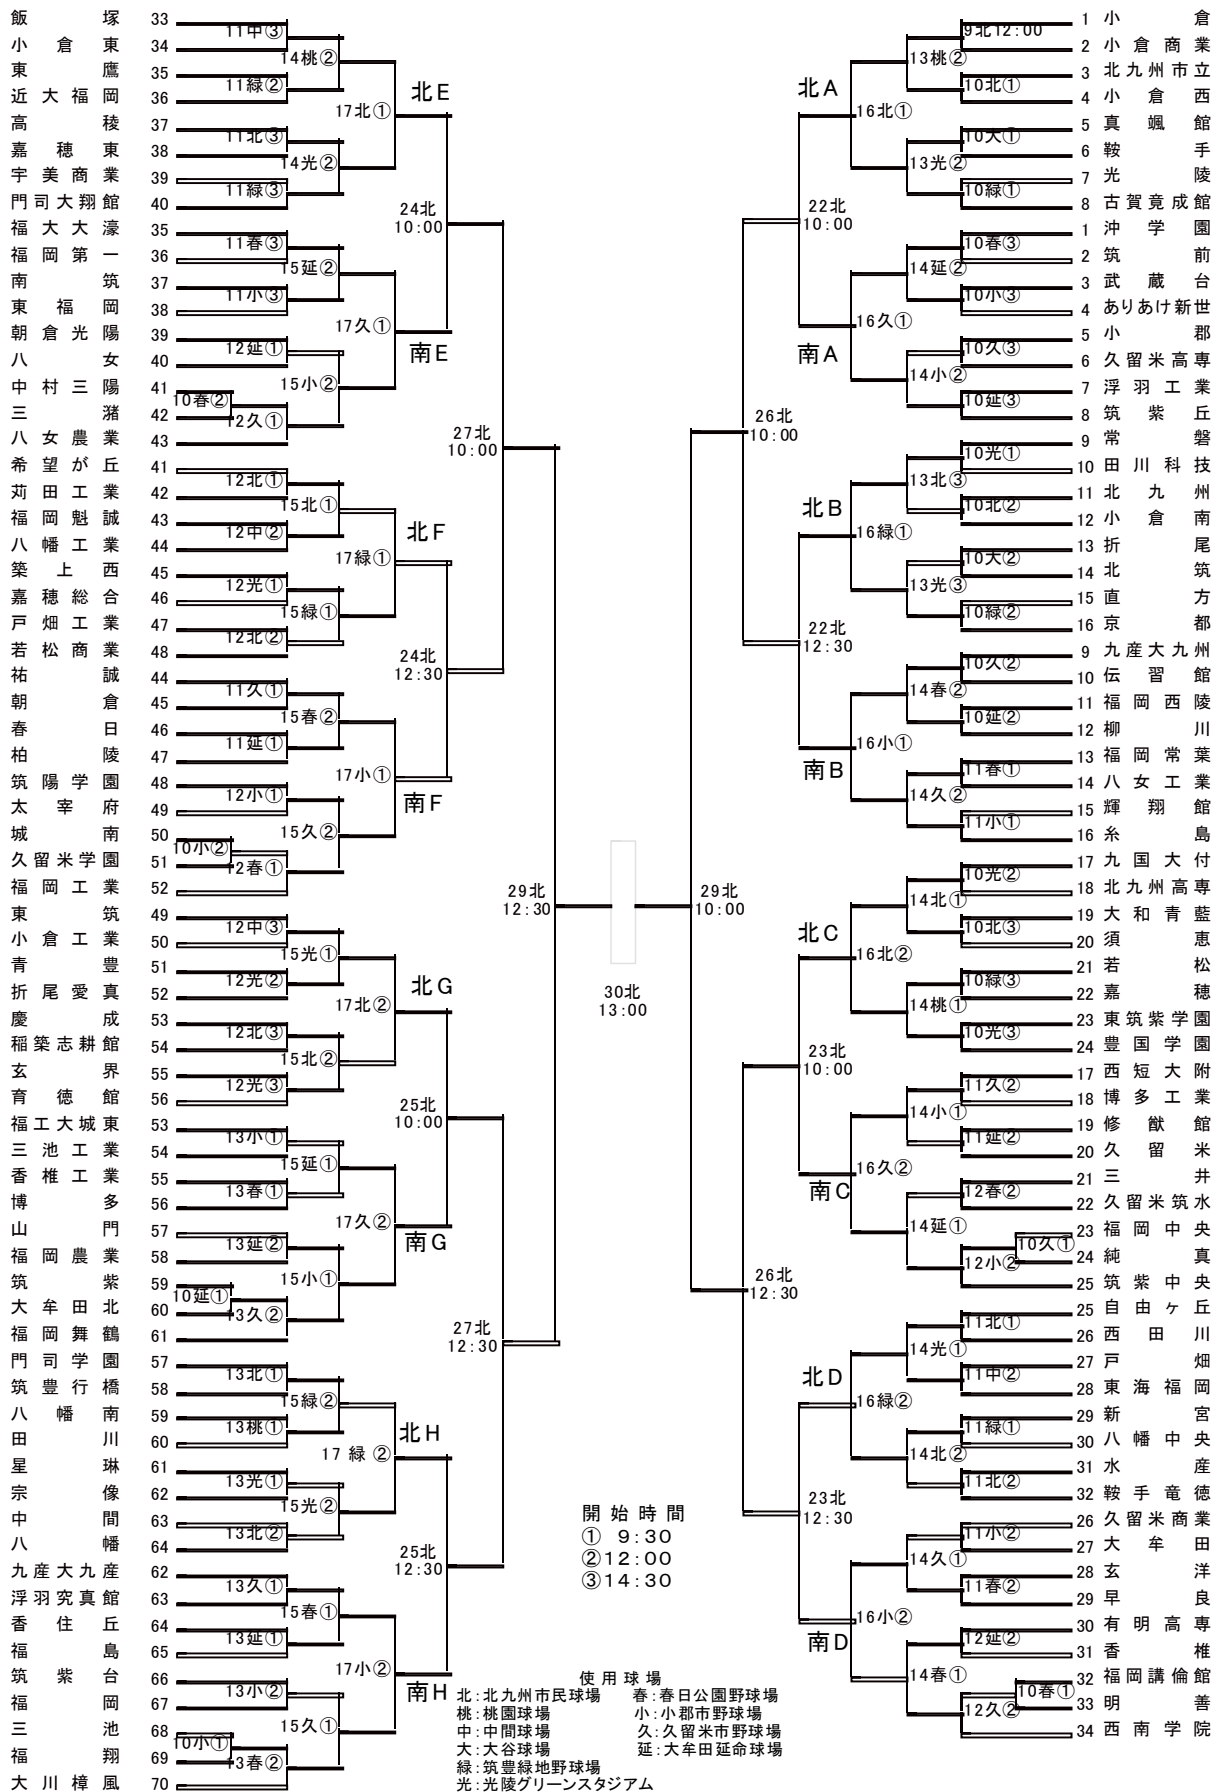 飯塚 33
小倉東 34
11中③
14桃②
東鷹 35
近大福岡 36
11緑②
17北①
北E
高稜 37
嘉穂東 38
11北③
14光②
宇美商業 39
門司大翔館 40
11緑③
24北
10:00
福大大濠 35
福岡第一 36
11春③
15延②
南筑 37
東福岡 38
11小③
17久①
南E
朝倉光陽 39
八女 40
12延①
15小②
中村三陽 41
三潴 42
10春②
12久①
八女農業 43
27北
10:00
希望が丘 41
苅田工業 42
12北①
15北①
福岡魁誠 43
八幡工業 44
12中②
17緑①
北F
築上西 45
嘉穂総合 46
12光①
15緑①
戸畑工業 47
若松商業 48
12北②
24北
12:30
祐誠 44
朝倉 45
11久①
15春②
春日 46
柏陵 47
11延①
17小①
南F
筑陽学園 48
太宰府 49
12小①
15久②
城南 50
久留米学園 51
10小②
12春①
福岡工業 52
29北
12:30
東筑 49
小倉工業 50
12中③
15光①
青豊 51
折尾愛真 52
12光②
17北②
北G
慶成 53
稲築志耕館 54
12北③
15北②
玄界 55
育徳館 56
12光③
25北
10:00
福工大城東 53
三池工業 54
13小①
15延①
香椎工業 55
博多 56
13春①
17久②
南G
山門 57
福岡農業 58
13延②
15小①
筑紫 59
大牟田北 60
10延①
13久②
福岡舞鶴 61
27北
12:30
門司学園 57
筑豊行橋 58
13北①
15緑②
八幡南 59
田川 60
13桃①
17緑②
北H
星琳 61
宗像 62
13光①
15光②
中間 63
八幡 64
13北②
25北
12:30
九産大九産 62
浮羽究真館 63
13久①
15春①
香住丘 64
福島 65
13延①
17小②
南H
筑紫台 66
福岡 67
13小②
15久①
三池 68
福翔 69
10小①
13春②
大川樟風 70
30北
13:00
1 小倉
2 小倉商業
9北12:00
13桃②
3 北九州市立
4 小倉西
10北①
16北①
北A
5 真颯館
6 鞍手
10大①
13光②
7 光陵
8 古賀竟成館
10緑①
22北
10:00
1 沖学園
2 筑前
10春③
14延②
3 武蔵台
4 ありあけ新世
10小③
16久①
南A
5 小郡
6 久留米高専
10久③
14小②
7 浮羽工業
8 筑紫丘
10延③
26北
10:00
9 常磐
10 田川科技
10光①
13北③
11 北九州
12 小倉南
10北②
16緑①
北B
13 折尾
14 北筑
10大②
13光③
15 直方
16 京都
10緑②
22北
12:30
9 九産大九州
10 伝習館
10久②
14春②
11 福岡西陵
12 柳川
10延②
16小①
南B
13 福岡常葉
14 八女工業
11春①
14久②
15 輝翔館
16 糸島
11小①
29北
10:00
17 九国大付
18 北九州高専
10光②
14北①
19 大和青藍
20 須恵
10北③
16北②
北C
21 若松
22 嘉穂
10緑③
14桃①
23 東筑紫学園
24 豊国学園
10光③
23北
10:00
17 西短大附
18 博多工業
11久②
14小①
19 修猷館
20 久留米
11延②
16久②
南C
21 三井
22 久留米筑水
12春②
14延①
23 福岡中央
24 純真
10久①
12小②
25 筑紫中央
26北
12:30
25 自由ヶ丘
26 西田川
11北①
14光①
27 戸畑
28 東海福岡
11中②
16緑②
北D
29 新宮
30 八幡中央
11緑①
14北②
31 水産
32 鞍手竜徳
11北②
23北
12:30
26 久留米商業
27 大牟田
11小②
14久①
28 玄洋
29 早良
11春②
16小②
南D
30 有明高専
31 香椎
12延②
14春①
32 福岡講倫館
33 明善
10春①
12久②
34 西南学院
開始時間
① 9:30
②12:00
③14:30
使用球場
北:北九州市民球場 春:春日公園野球場
桃:桃園球場 小:小郡市野球場
中:中間球場 久:久留米市野球場
大:大谷球場 延:大牟田延命球場
緑:筑豊緑地野球場
光:光陵グリーンスタジアム